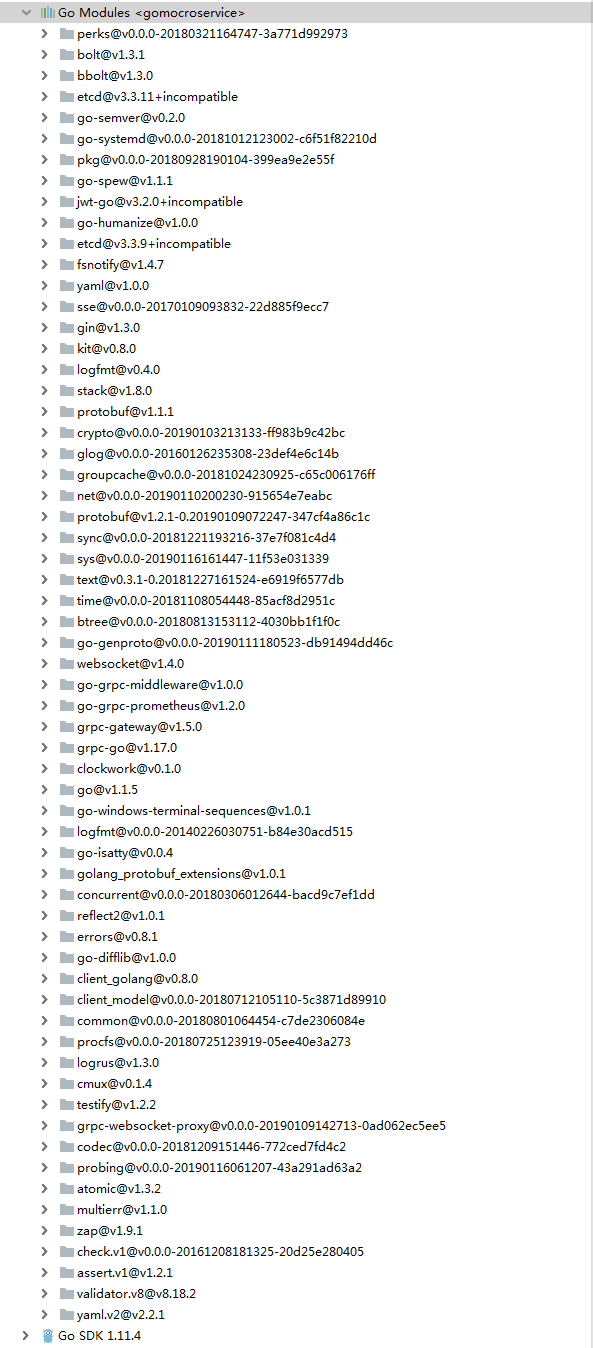 Go Modules <gomocroservice>
perks@v0.0.0-20180321164747-3a771d992973
bolt@v1.3.1
bbolt@v1.3.0
etcd@v3.3.11+incompatible
go-semver@v0.2.0
go-systemd@v0.0.0-20181012123002-c6f51f82210d
pkg@v0.0.0-20180928190104-399ea9e2e55f
go-spew@v1.1.1
jwt-go@v3.2.0+incompatible
go-humanize@v1.0.0
etcd@v3.3.9+incompatible
fsnotify@v1.4.7
yaml@v1.0.0
sse@v0.0.0-20170109093832-22d885f9ecc7
gin@v1.3.0
kit@v0.8.0
logfmt@v0.4.0
stack@v1.8.0
protobuf@v1.1.1
crypto@v0.0.0-20190103213133-ff983b9c42bc
glog@v0.0.0-20160126235308-23def4e6c14b
groupcache@v0.0.0-20181024230925-c65c006176ff
net@v0.0.0-20190110200230-915654e7eabc
protobuf@v1.2.1-0.20190109072247-347cf4a86c1c
sync@v0.0.0-20181221193216-37e7f081c4d4
sys@v0.0.0-20190116161447-11f53e031339
text@v0.3.1-0.20181227161524-e6919f6577db
time@v0.0.0-20181108054448-85acf8d2951c
btree@v0.0.0-20180813153112-4030bb1f1f0c
go-genproto@v0.0.0-20190111180523-db91494dd46c
websocket@v1.4.0
go-grpc-middleware@v1.0.0
go-grpc-prometheus@v1.2.0
grpc-gateway@v1.5.0
grpc-go@v1.17.0
clockwork@v0.1.0
go@v1.1.5
go-windows-terminal-sequences@v1.0.1
logfmt@v0.0.0-20140226030751-b84e30acd515
go-isatty@v0.0.4
golang_protobuf_extensions@v1.0.1
concurrent@v0.0.0-20180306012644-bacd9c7ef1dd
reflect2@v1.0.1
errors@v0.8.1
go-difflib@v1.0.0
client_golang@v0.8.0
client_model@v0.0.0-20180712105110-5c3871d89910
common@v0.0.0-20180801064454-c7de2306084e
procfs@v0.0.0-20180725123919-05ee40e3a273
logrus@v1.3.0
cmux@v0.1.4
testify@v1.2.2
grpc-websocket-proxy@v0.0.0-20190109142713-0ad062ec5ee5
codec@v0.0.0-20181209151446-772ced7fd4c2
probing@v0.0.0-20190116061207-43a291ad63a2
atomic@v1.3.2
multierr@v1.1.0
zap@v1.9.1
check.v1@v0.0.0-20161208181325-20d25e280405
assert.v1@v1.2.1
validator.v8@v8.18.2
yaml.v2@v2.2.1
Go SDK 1.11.4